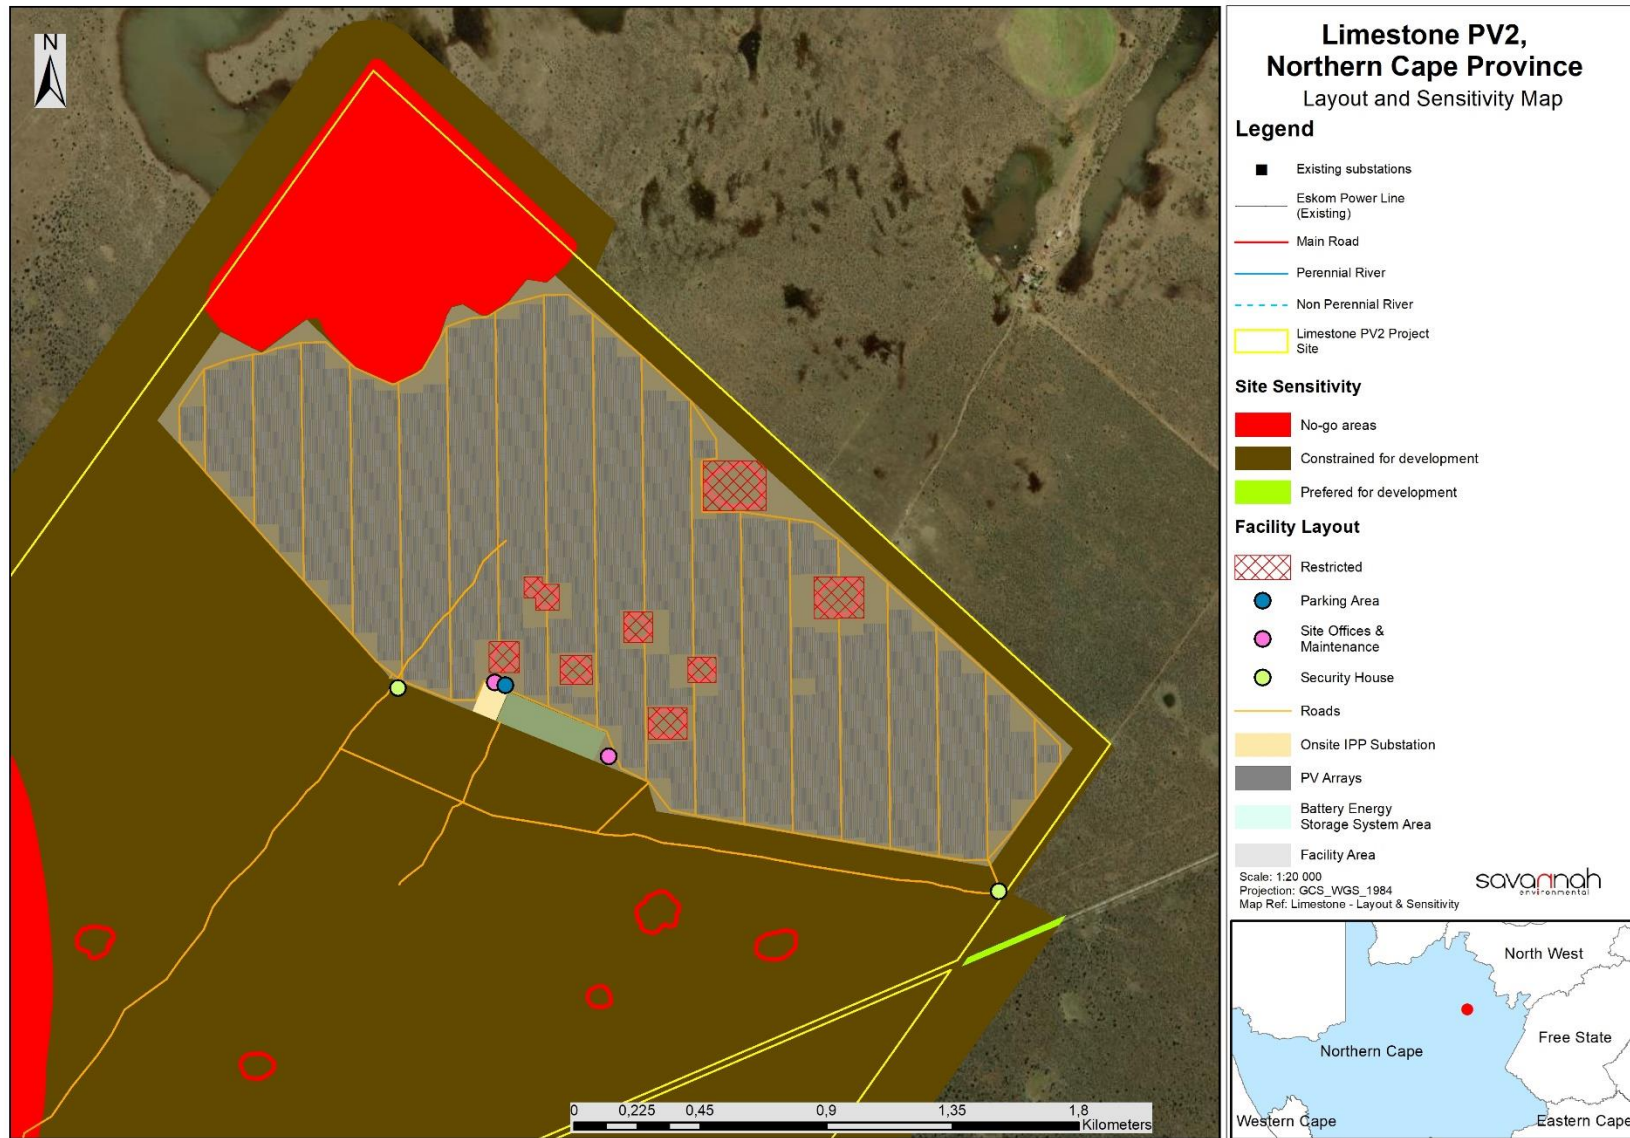 N
Limestone PV2,
Northern Cape Province
Layout and Sensitivity Map
Legend
Existing substations
Eskom Power Line
(Existing)
Main Road
Perennial River
Non Perennial River
Limestone PV2 Project
Site
Site Sensitivity
No-go areas
Constrained for development
Prefered for development
Facility Layout
Restricted
Parking Area
Site Offices &
Maintenance
Security House
Roads
Onsite IPP Substation
PV Arrays
Battery Energy
Storage System Area
Facility Area
Scale: 1:20 000
Projection: GCS_WGS_1984
Map Ref: Limestone - Layout & Sensitivity
savannah
environmental
North West
Free State
Northern Cape
Western Cape
Eastern Cape
0 0,225 0,45 0,9 1,35 1,8
Kilometers